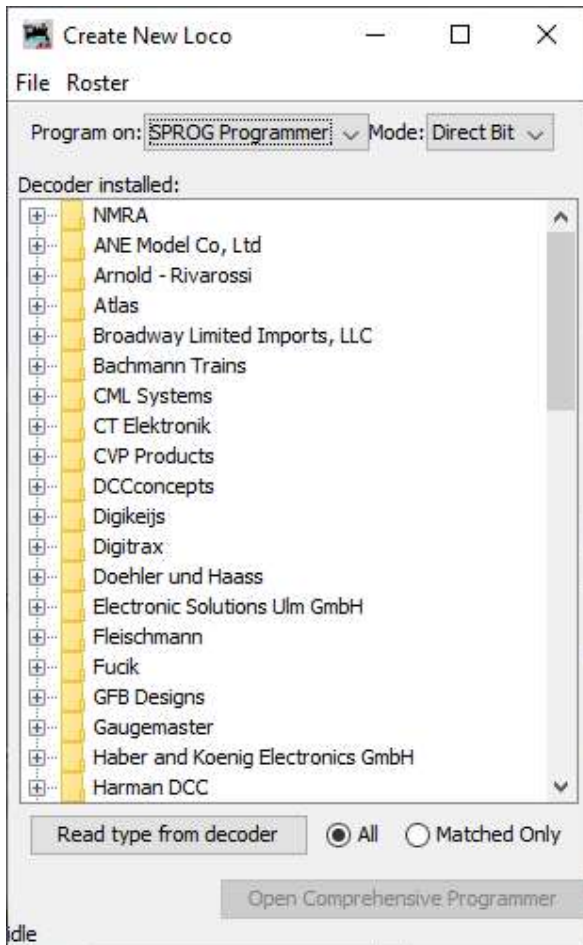 Create New Loco
File Roster
Program on: SPROG Programmer Mode: Direct Bit
Decoder installed:
NMRA
ANE Model Co, Ltd
Arnold - Rivarossi
Atlas
Broadway Limited Imports, LLC
Bachmann Trains
CML Systems
CT Elektronik
CVP Products
DCCconcepts
Digikeijs
Digitrax
Doehler und Haass
Electronic Solutions Ulm GmbH
Fleischmann
Fucik
GFB Designs
Gaugemaster
Haber and Koenig Electronics GmbH
Harman DCC
Read type from decoder All Matched Only
Open Comprehensive Programmer
idle